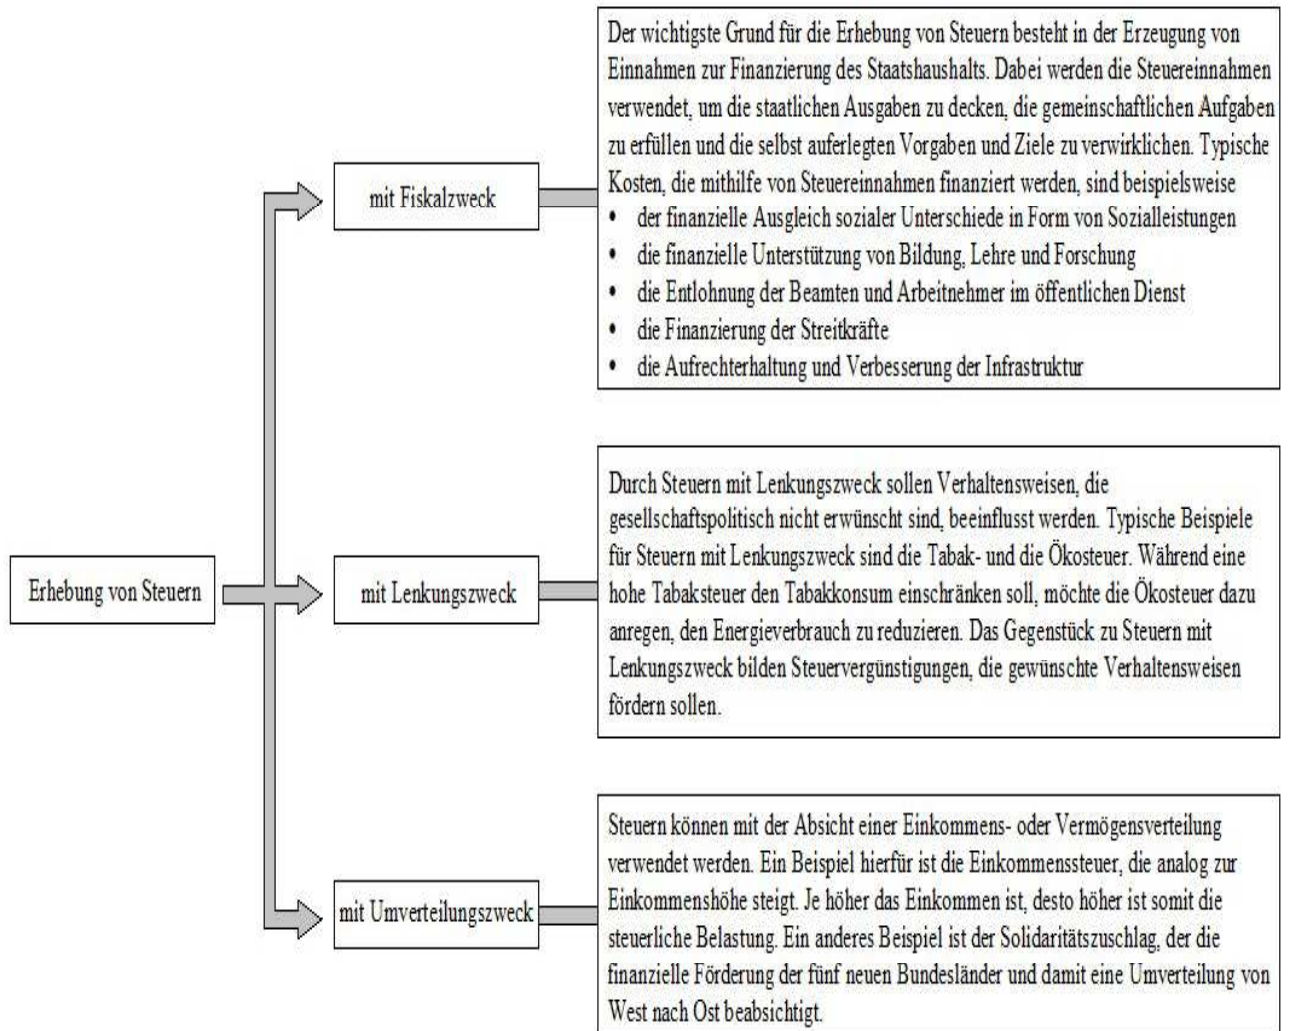 Erhebung von Steuern
mit Fiskalzweck
Der wichtigste Grund für die Erhebung von Steuern besteht in der Erzeugung von
Einnahmen zur Finanzierung des Staatshaushalts. Dabei werden die Steuereinnahmen
verwendet, um die staatlichen Ausgaben zu decken, die gemeinschaftlichen Aufgaben
zu erfüllen und die selbst auferlegten Vorgaben und Ziele zu verwirklichen. Typische
Kosten, die mithilfe von Steuereinnahmen finanziert werden, sind beispielsweise
• der finanzielle Ausgleich sozialer Unterschiede in Form von Sozialleistungen
• die finanzielle Unterstützung von Bildung, Lehre und Forschung
• die Entlohnung der Beamten und Arbeitnehmer im öffentlichen Dienst
• die Finanzierung der Streitkräfte
• die Aufrechterhaltung und Verbesserung der Infrastruktur
mit Lenkungszweck
Durch Steuern mit Lenkungszweck sollen Verhaltensweisen, die
gesellschaftspolitisch nicht erwünscht sind, beeinflusst werden. Typische Beispiele
für Steuern mit Lenkungszweck sind die Tabak- und die Ökosteuer. Während eine
hohe Tabaksteuer den Tabakkonsum einschränken soll, möchte die Ökosteuer dazu
anregen, den Energieverbrauch zu reduzieren. Das Gegenstück zu Steuern mit
Lenkungszweck bilden Steuervergünstigungen, die gewünschte Verhaltensweisen
fördern sollen.
mit Umverteilungszweck
Steuern können mit der Absicht einer Einkommens- oder Vermögensverteilung
verwendet werden. Ein Beispiel hierfür ist die Einkommenssteuer, die analog zur
Einkommenshöhe steigt. Je höher das Einkommen ist, desto höher ist somit die
steuerliche Belastung. Ein anderes Beispiel ist der Solidaritätszuschlag, der die
finanzielle Förderung der fünf neuen Bundesländer und damit eine Umverteilung von
West nach Ost beabsichtigt.